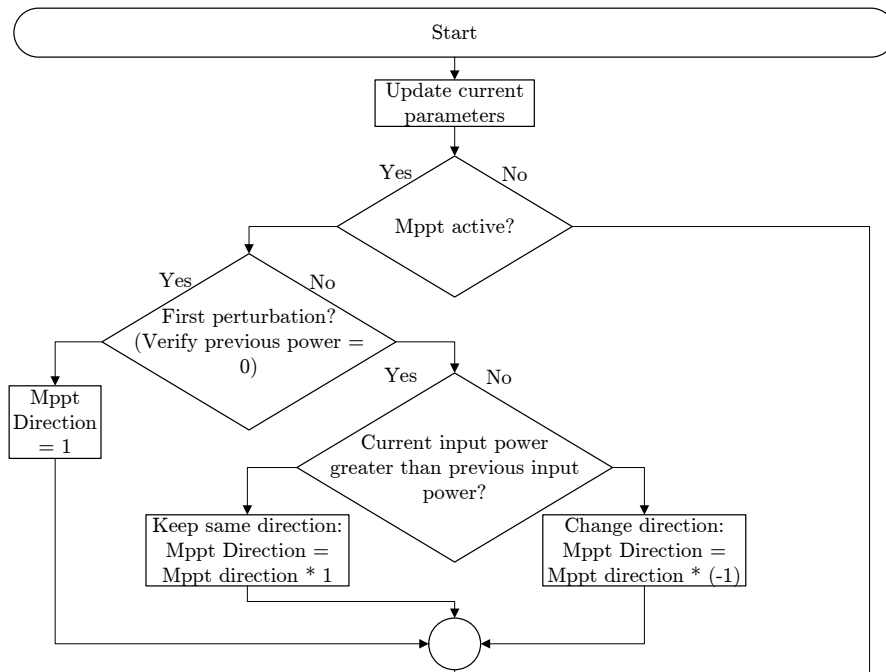 Start
Update current
parameters
Yes
No
Mppt active?
Yes
No
First perturbation?
(Verify previous power =
0)
Yes
No
Mppt
Direction
= 1
Current input power
greater than previous input
power?
Keep same direction:
Mppt Direction =
Mppt direction * 1
Change direction:
Mppt Direction =
Mppt direction * (-1)